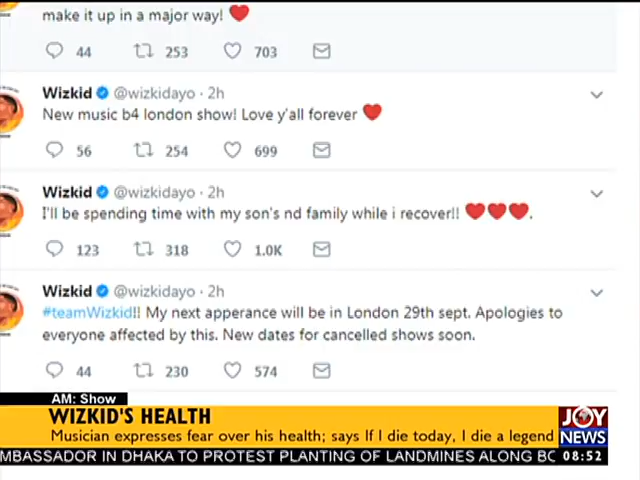 make it up in a major way! ❤
44 253 703
Wizkid @wizkidayo · 2h
New music b4 london show! Love y'all forever ❤
56 254 699
Wizkid @wizkidayo · 2h
I'll be spending time with my son's nd family while i recover!! ❤❤❤.
123 318 1.0K
Wizkid @wizkidayo · 2h
#teamWizkid!! My next apperance will be in London 29th sept. Apologies to
everyone affected by this. New dates for cancelled shows soon.
44 230 574
AM: Show
WIZKID'S HEALTH
Musician expresses fear over his health; says If I die today, I die a legend
JOY
NEWS
MBASSADOR IN DHAKA TO PROTEST PLANTING OF LANDMINES ALONG BO
08:52